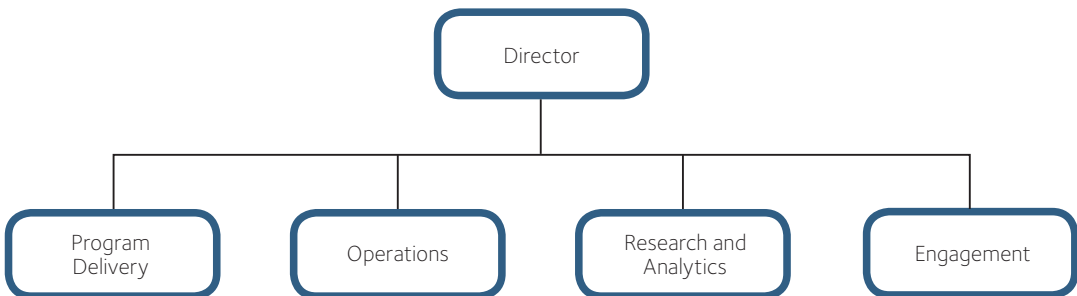 Director
Program
Delivery
Operations
Research and
Analytics
Engagement